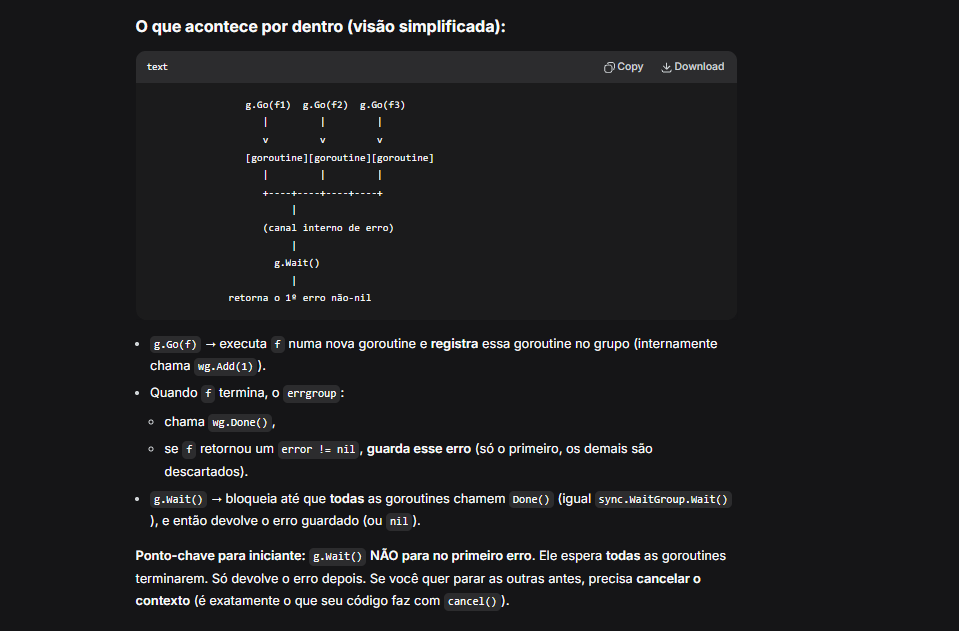 O que acontece por dentro (visão simplificada):
text Copy Download
g.Go(f1) g.Go(f2) g.Go(f3)
| | |
v v v
[goroutine][goroutine][goroutine]
| | |
+----+----+----+----+
|
(canal interno de erro)
|
g.Wait()
|
retorna o 1º erro não-nil
• g.Go(f) → executa f numa nova goroutine e registra essa goroutine no grupo (internamente
chama wg.Add(1)).
• Quando f termina, o errgroup:
◦ chama wg.Done(),
◦ se f retornou um error != nil, guarda esse erro (só o primeiro, os demais são
descartados).
• g.Wait() → bloqueia até que todas as goroutines chamem Done() (igual sync.WaitGroup.Wait()
), e então devolve o erro guardado (ou nil).
Ponto-chave para iniciante: g.Wait() NÃO para no primeiro erro. Ele espera todas as goroutines
terminarem. Só devolve o erro depois. Se você quer parar as outras antes, precisa cancelar o
contexto (é exatamente o que seu código faz com cancel()).